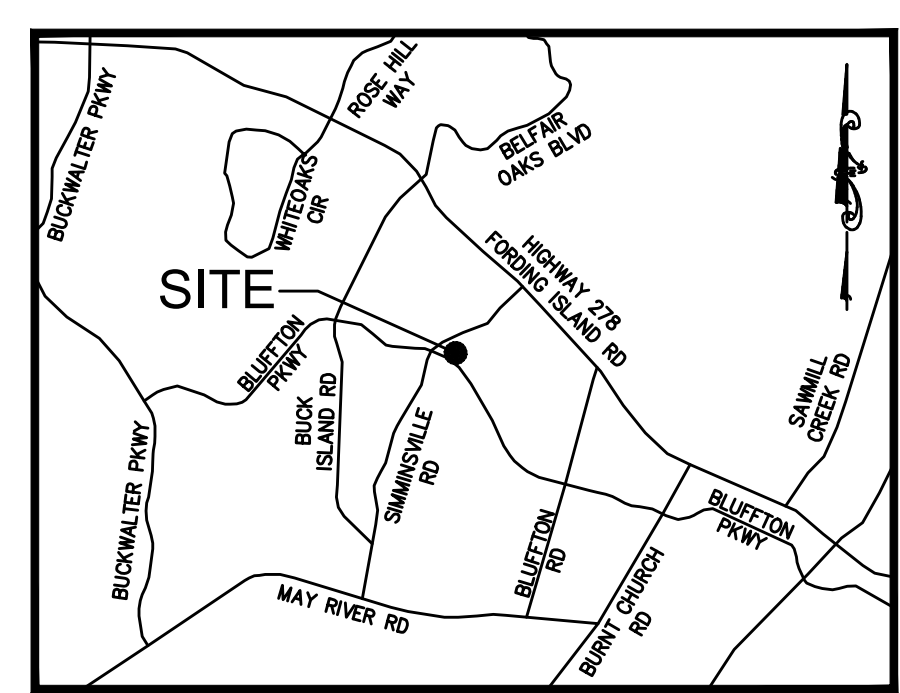 ROSE HILL
WAY
BUCKWALTER PKWY
BELFAIR
OAKS BLVD
WHITEOAKS
CIR
HIGHWAY 278
FORDING ISLAND RD
SITE
BLUFFTON
PKWY
BUCK
ISLAND RD
SIMMINSVILLE
RD
SAWMILL
CREEK RD
BUCKWALTER PKWY
BLUFFTON
RD
BLUFFTON
PKWY
MAY RIVER RD
BURNT CHURCH
RD